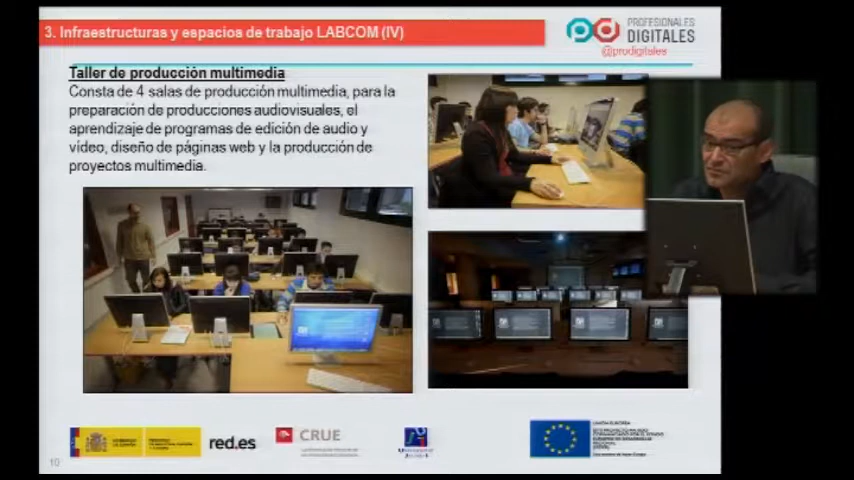 3. Infraestructuras y espacios de trabajo LABCOM (IV)
PROFESIONALES
DIGITALES
@prodigitales
Taller de producción multimedia
Consta de 4 salas de producción multimedia, para la
preparación de producciones audiovisuales, el
aprendizaje de programas de edición de audio y
vídeo, diseño de páginas web y la producción de
proyectos multimedia.
red.es
CRUE
UNIÓN EUROPEA
10